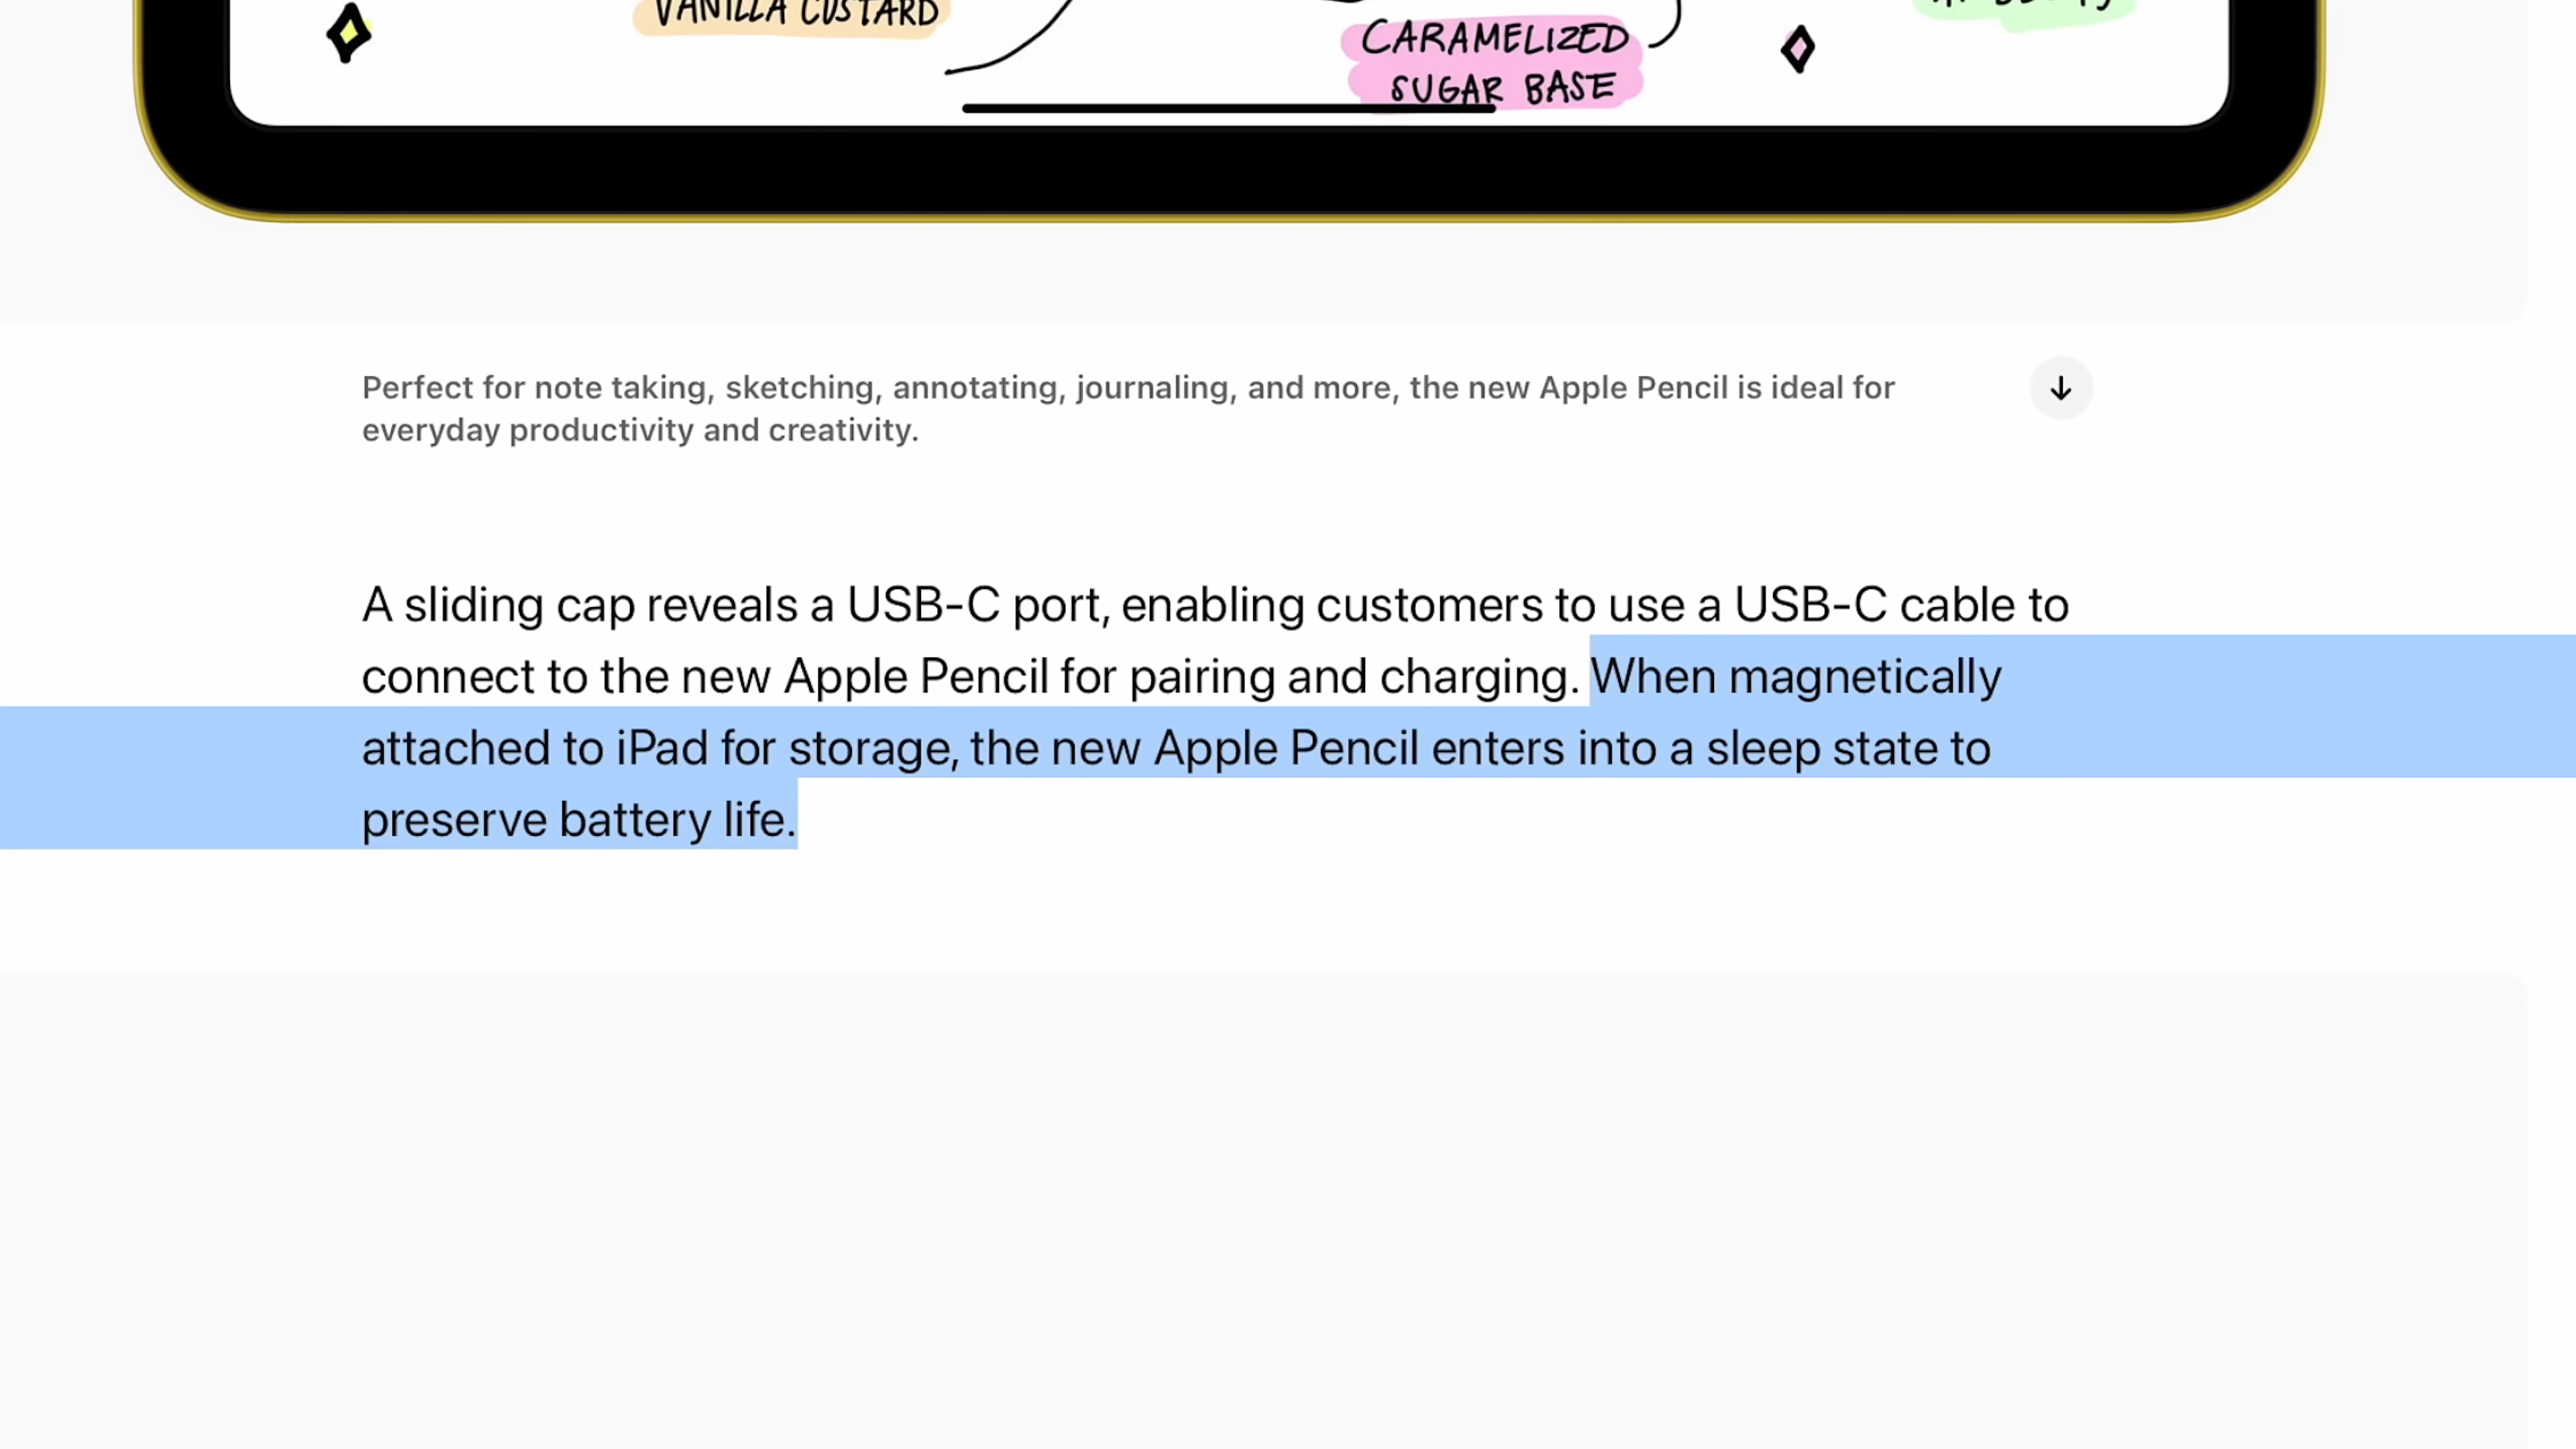 VANILLA CUSTARD
CARAMELIZED
SUGAR BASE
Perfect for note taking, sketching, annotating, journaling, and more, the new Apple Pencil is ideal for
everyday productivity and creativity.
A sliding cap reveals a USB-C port, enabling customers to use a USB-C cable to
connect to the new Apple Pencil for pairing and charging. When magnetically
attached to iPad for storage, the new Apple Pencil enters into a sleep state to
preserve battery life.